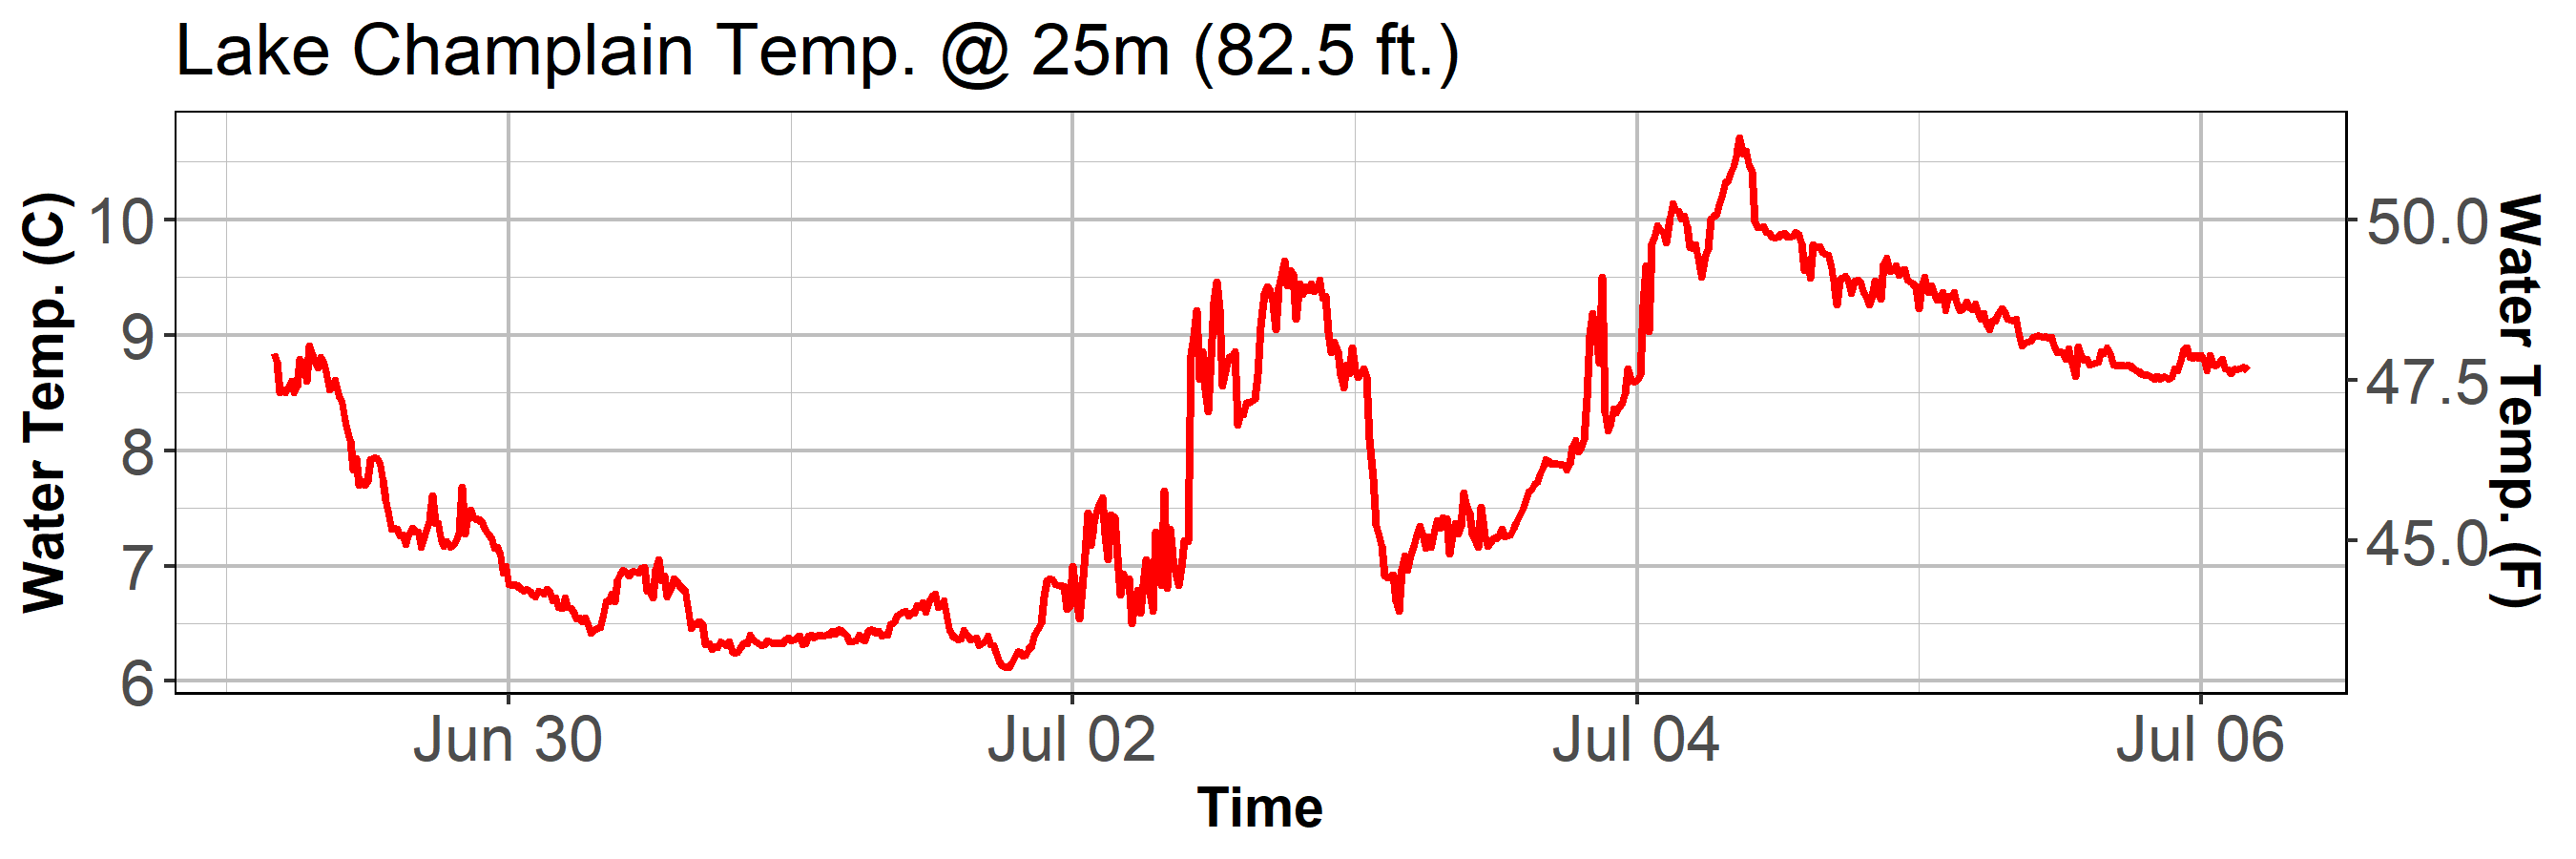 Lake Champlain Temp. @ 25m (82.5 ft.)
Water Temp. (C)
10
9
8
7
6
50.0
47.5
45.0
Water Temp. (F)
Jun 30
Jul 02
Jul 04
Jul 06
Time